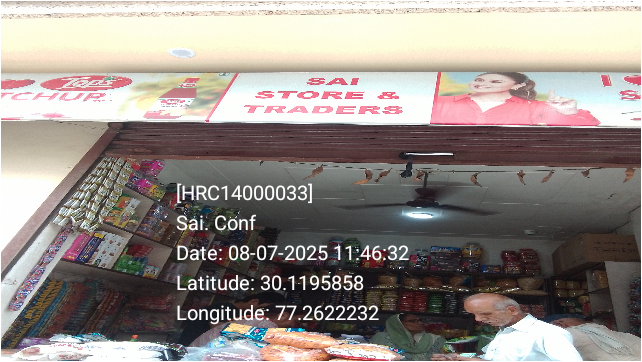 Tops
TCHUP
SAI
STORE &
TRADERS
[HRC14000033]
Sai. Conf
Date: 08-07-2025 11:46:32
Latitude: 30.1195858
Longitude: 77.2622232